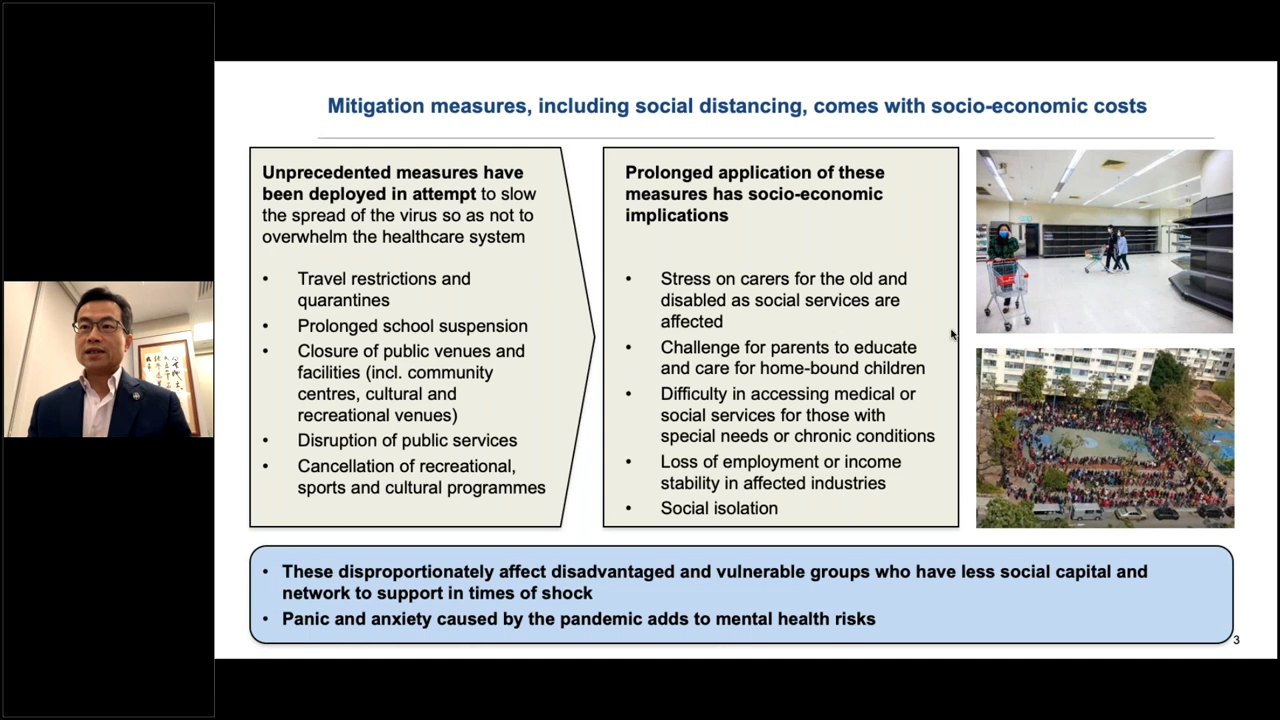 Mitigation measures, including social distancing, comes with socio-economic costs
Unprecedented measures have
been deployed in attempt to slow
the spread of the virus so as not to
overwhelm the healthcare system
• Travel restrictions and
quarantines
• Prolonged school suspension
• Closure of public venues and
facilities (incl. community
centres, cultural and
recreational venues)
• Disruption of public services
• Cancellation of recreational,
sports and cultural programmes
Prolonged application of these
measures has socio-economic
implications
• Stress on carers for the old and
disabled as social services are
affected
• Challenge for parents to educate
and care for home-bound children
• Difficulty in accessing medical or
social services for those with
special needs or chronic conditions
• Loss of employment or income
stability in affected industries
• Social isolation
• These disproportionately affect disadvantaged and vulnerable groups who have less social capital and
network to support in times of shock
• Panic and anxiety caused by the pandemic adds to mental health risks
3